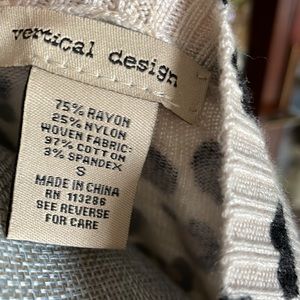 vertical design
75% RAYON
25% NYLON
WOVEN FABRIC:
97% COTTON
3% SPANDEX
S
MADE IN CHINA
RN 113286
SEE REVERSE
FOR CARE